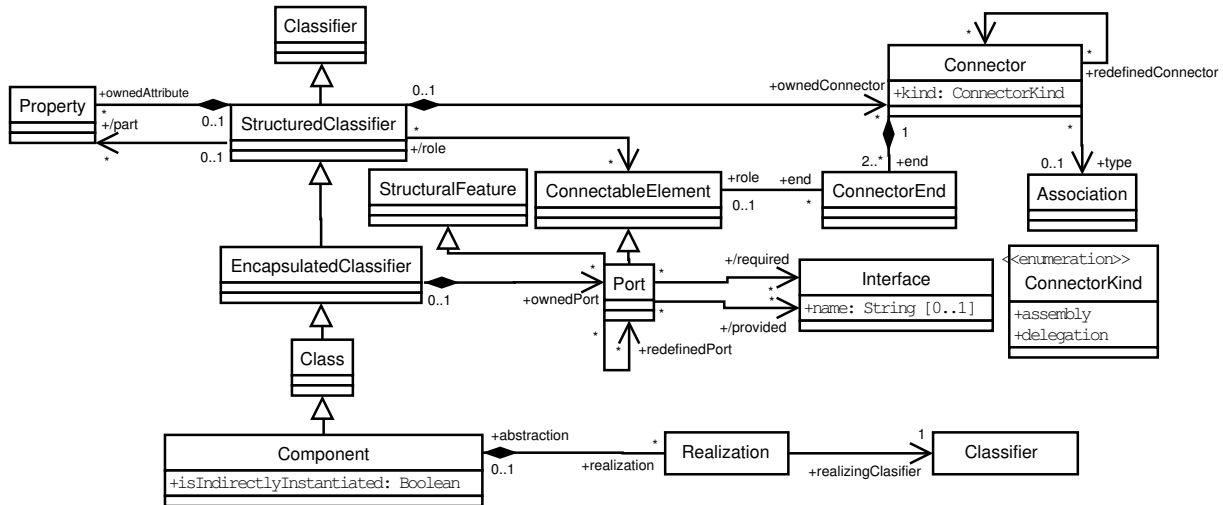 Classifier
Connector
+kind: ConnectorKind
*
*
+redefinedConnector
Property
+ownedAttribute
*
0..1
+/part
*
0..1
StructuredClassifier
0..1
+ownedConnector
*
*
+/role
*
1
2..*
+end
*
0..1
+type
StructuralFeature
ConnectableElement
+role
0..1
+end
*
ConnectorEnd
Association
EncapsulatedClassifier
0..1
*
+ownedPort
Port
*
*
+/required
*
*
+/provided
*
*
+redefinedPort
Interface
+name: String [0..1]
<<enumeration>>
ConnectorKind
+assembly
+delegation
Class
Component
+isIndirectlyInstantiated: Boolean
+abstraction
0..1
*
+realization
Realization
1
+realizingClasifier
Classifier